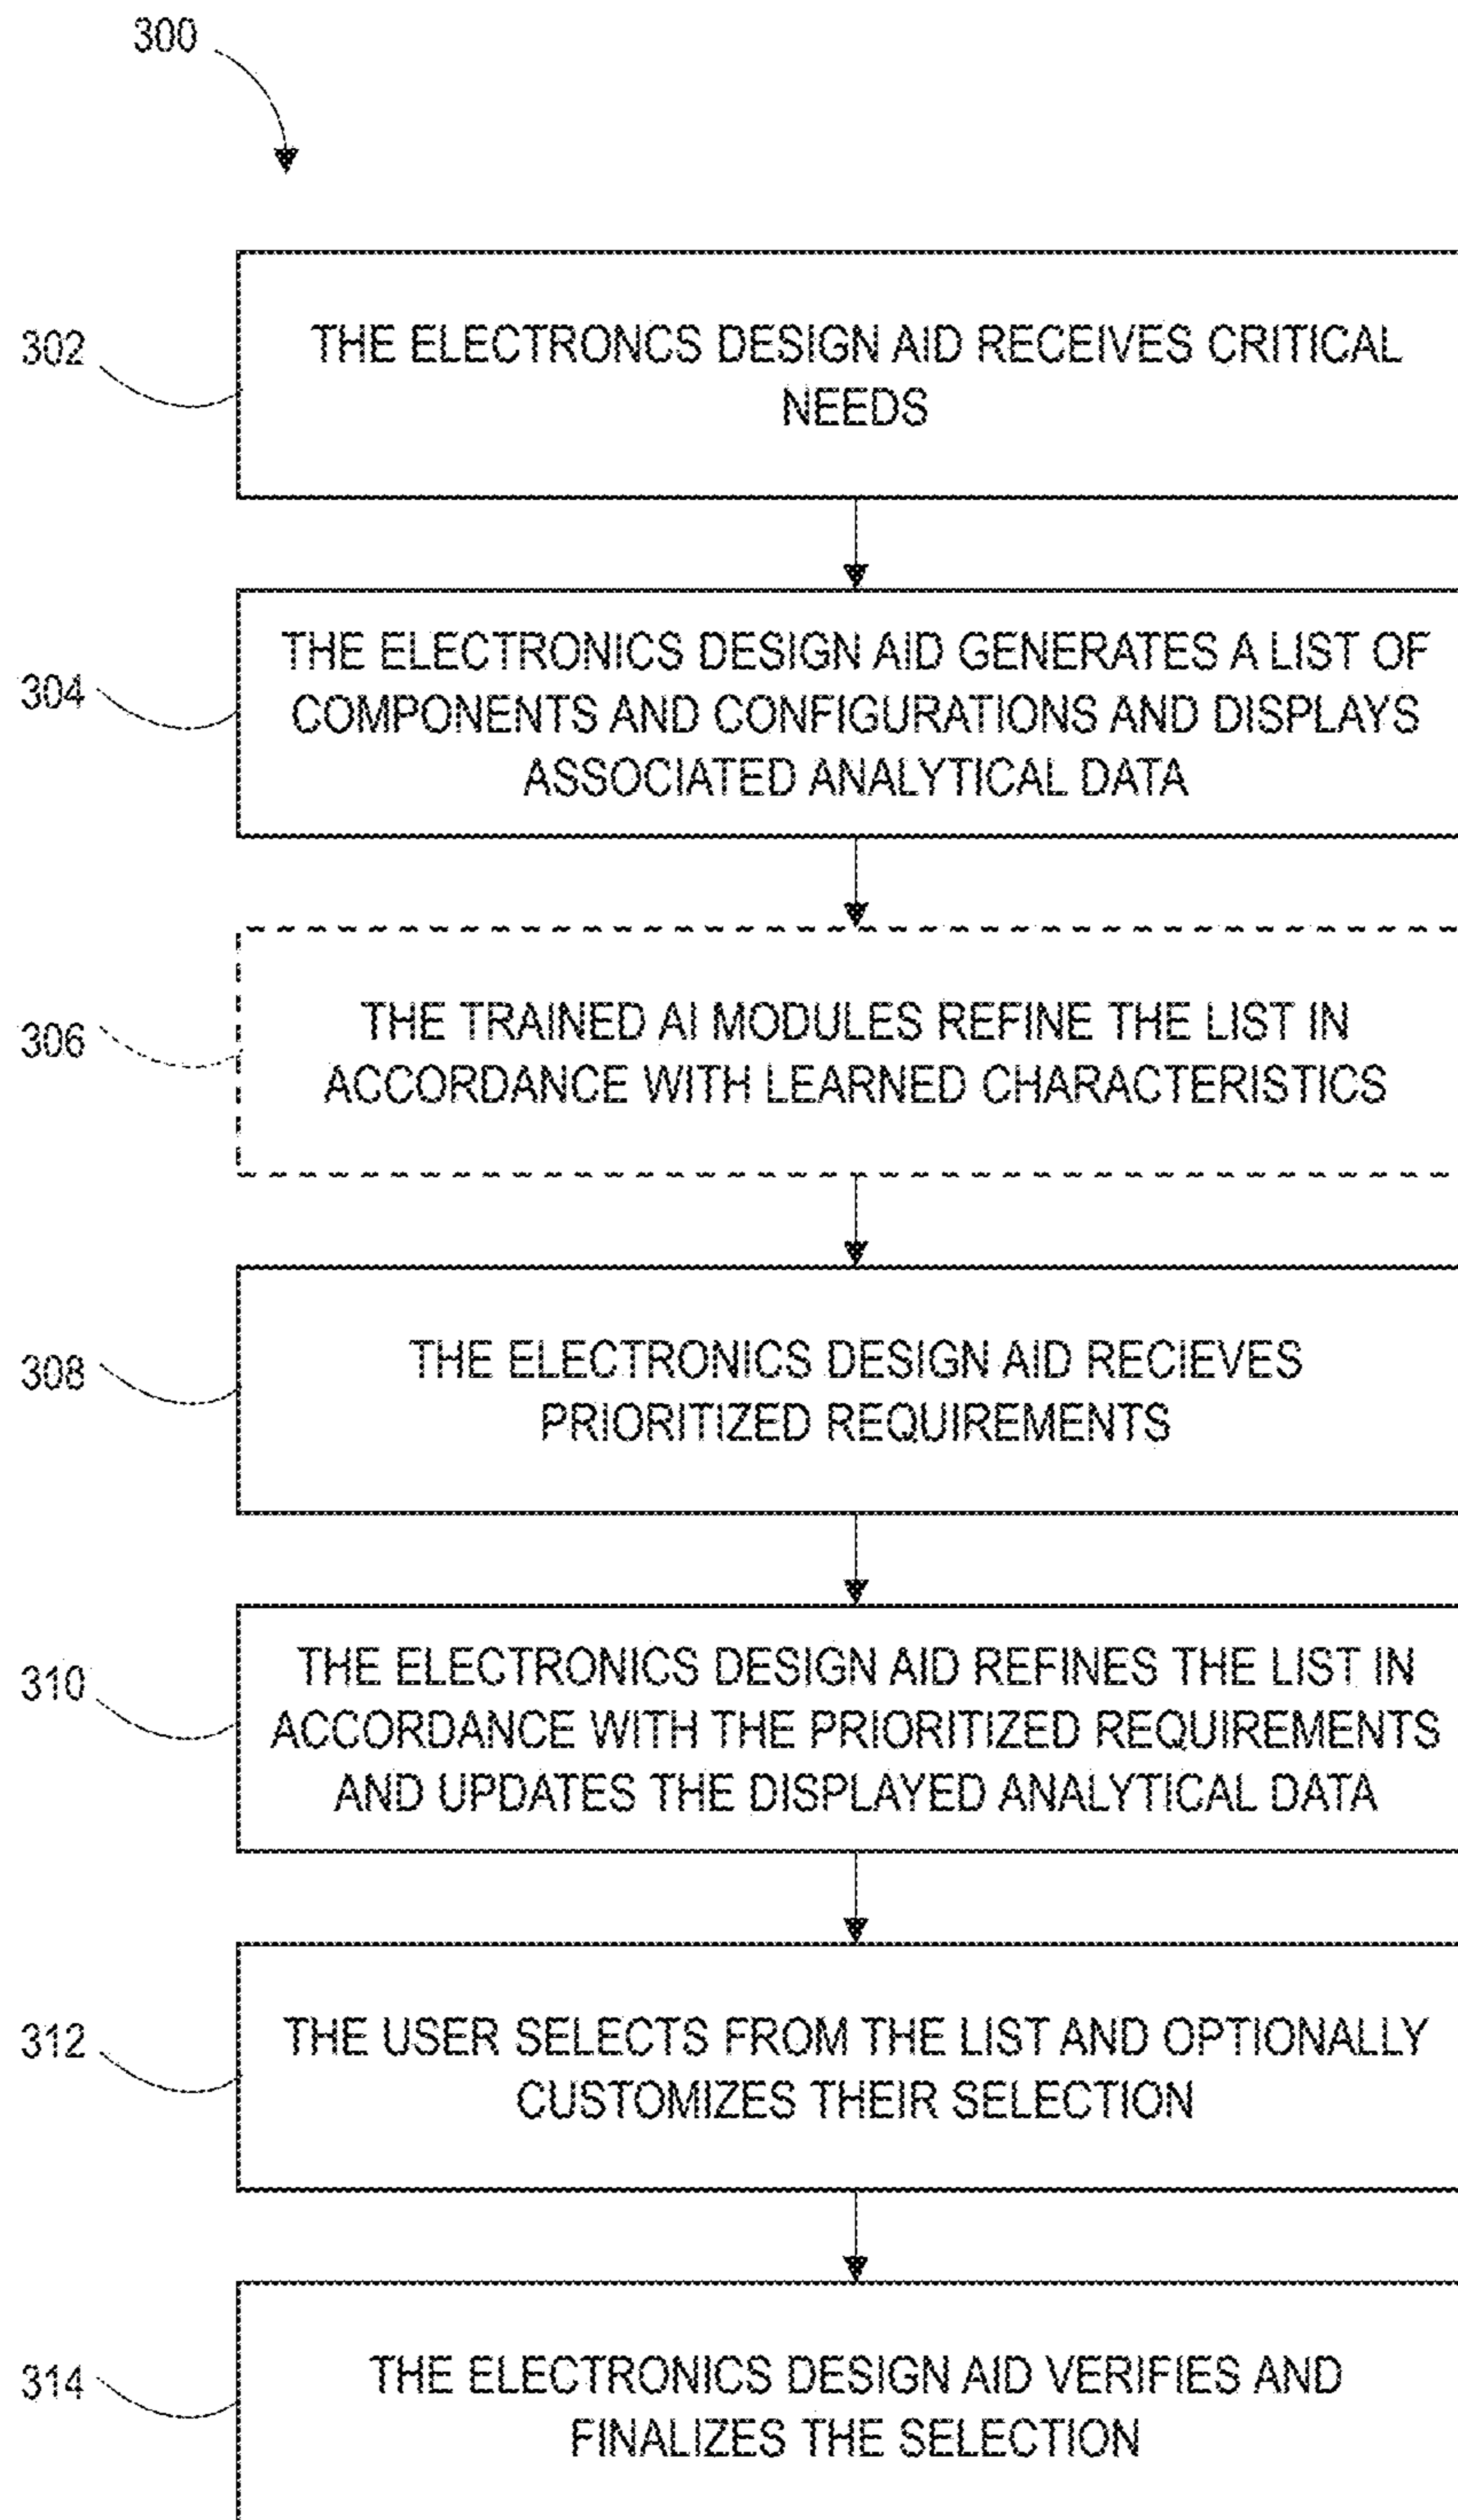 300
302
THE ELECTRONCS DESIGN AID RECEIVES CRITICAL
NEEDS
304
THE ELECTRONICS DESIGN AID GENERATES A LIST OF
COMPONENTS AND CONFIGURATIONS AND DISPLAYS
ASSOCIATED ANALYTICAL DATA
306
THE TRAINED AI MODULES REFINE THE LIST IN
ACCORDANCE WITH LEARNED CHARACTERISTICS
308
THE ELECTRONICS DESIGN AID RECIEVES
PRIORITIZED REQUIREMENTS
310
THE ELECTRONICS DESIGN AID REFINES THE LIST IN
ACCORDANCE WITH THE PRIORITIZED REQUIREMENTS
AND UPDATES THE DISPLAYED ANALYTICAL DATA
312
THE USER SELECTS FROM THE LIST AND OPTIONALLY
CUSTOMIZES THEIR SELECTION
314
THE ELECTRONICS DESIGN AID VERIFIES AND
FINALIZES THE SELECTION